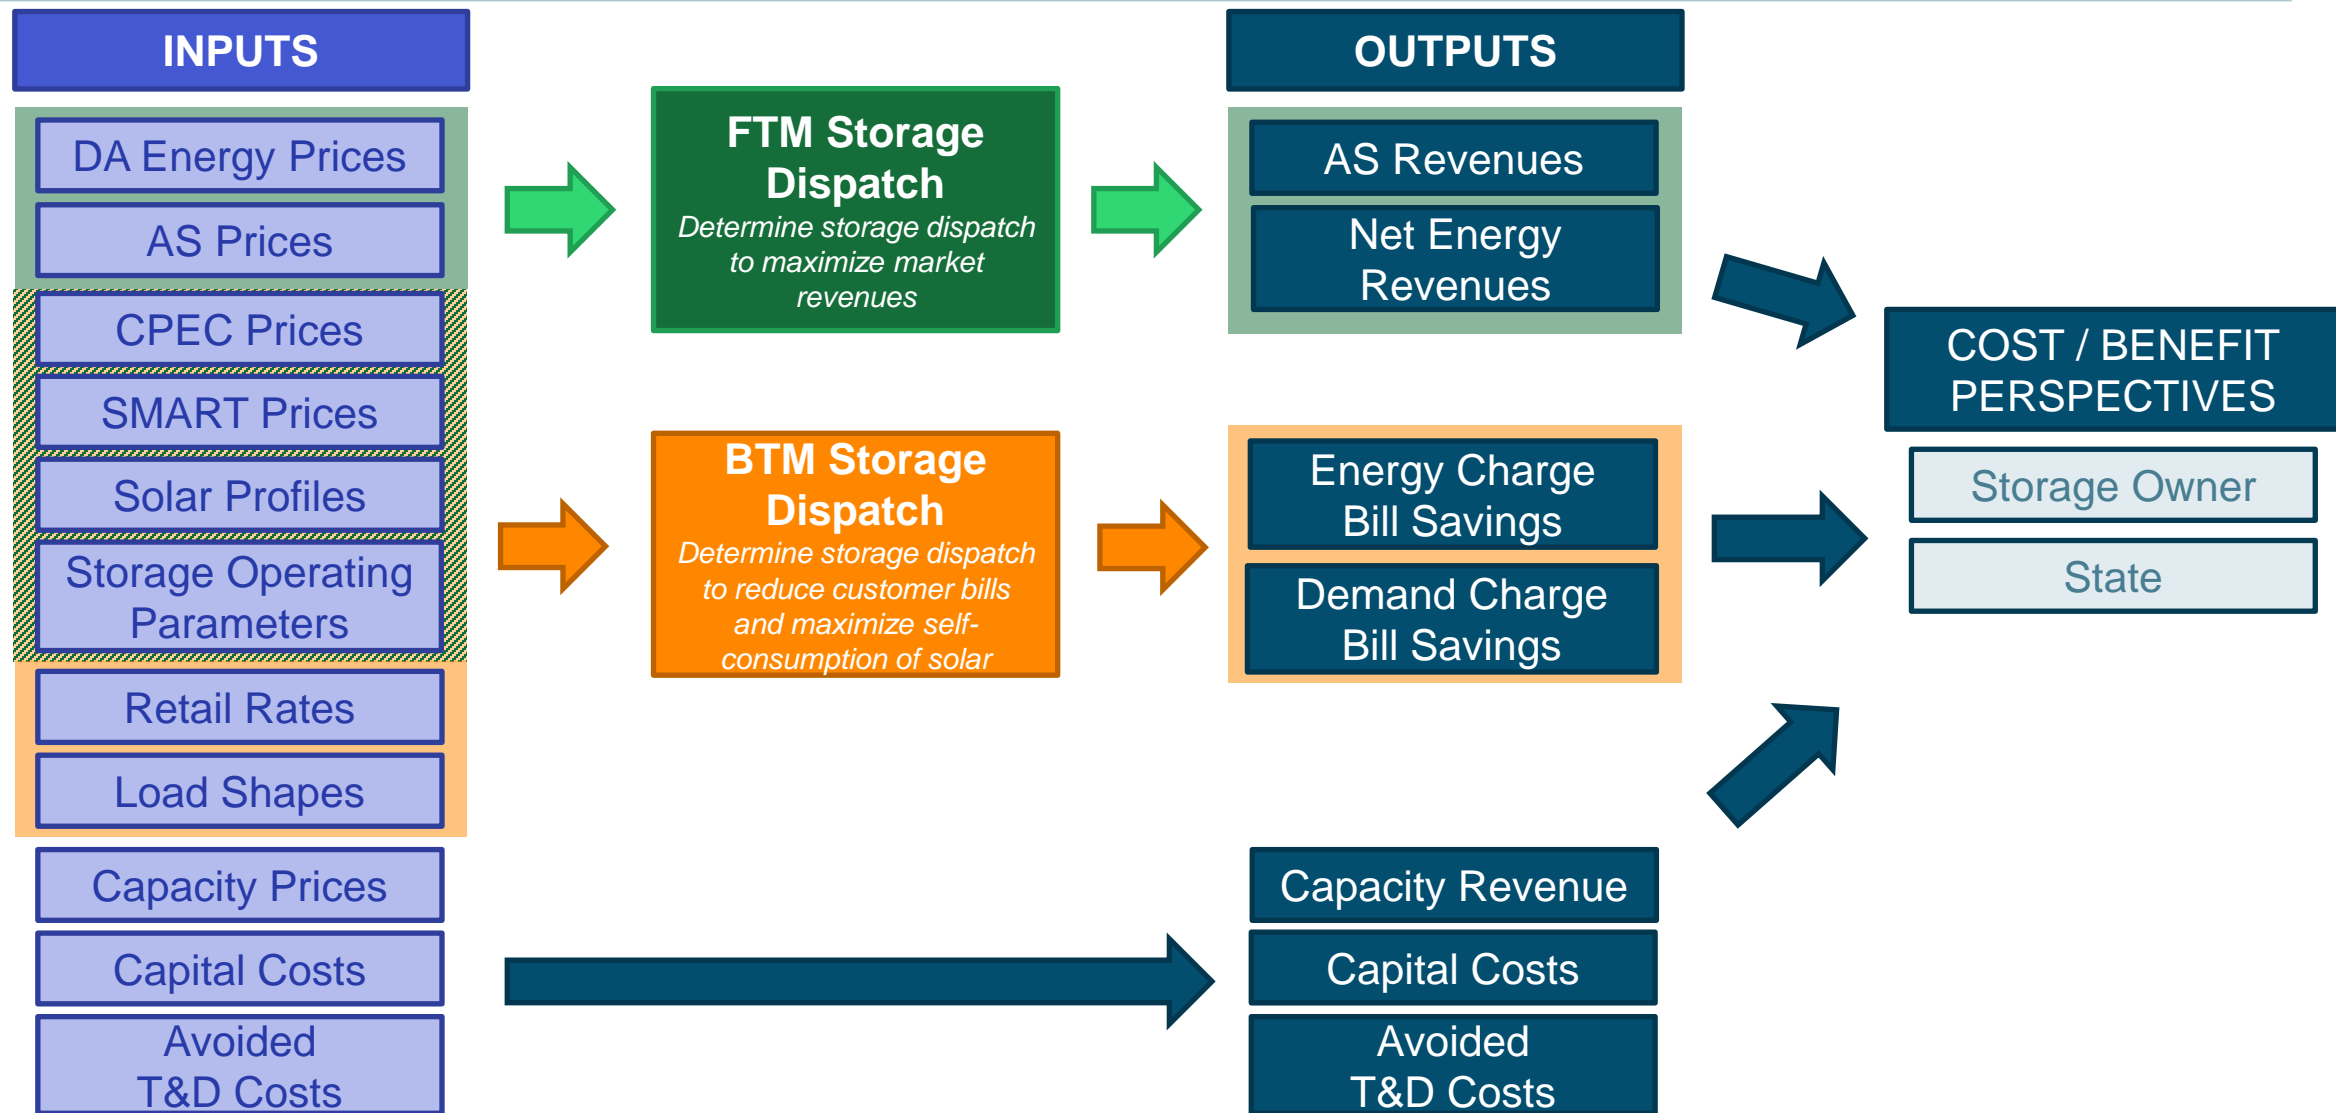 INPUTS
DA Energy Prices
AS Prices
CPEC Prices
SMART Prices
Solar Profiles
Storage Operating
Parameters
Retail Rates
Load Shapes
Capacity Prices
Capital Costs
Avoided
T&D Costs
FTM Storage
Dispatch
Determine storage dispatch
to maximize market
revenues
BTM Storage
Dispatch
Determine storage dispatch
to reduce customer bills
and maximize self-
consumption of solar
OUTPUTS
AS Revenues
Net Energy
Revenues
Energy Charge
Bill Savings
Demand Charge
Bill Savings
Capacity Revenue
Capital Costs
Avoided
T&D Costs
COST / BENEFIT
PERSPECTIVES
Storage Owner
State